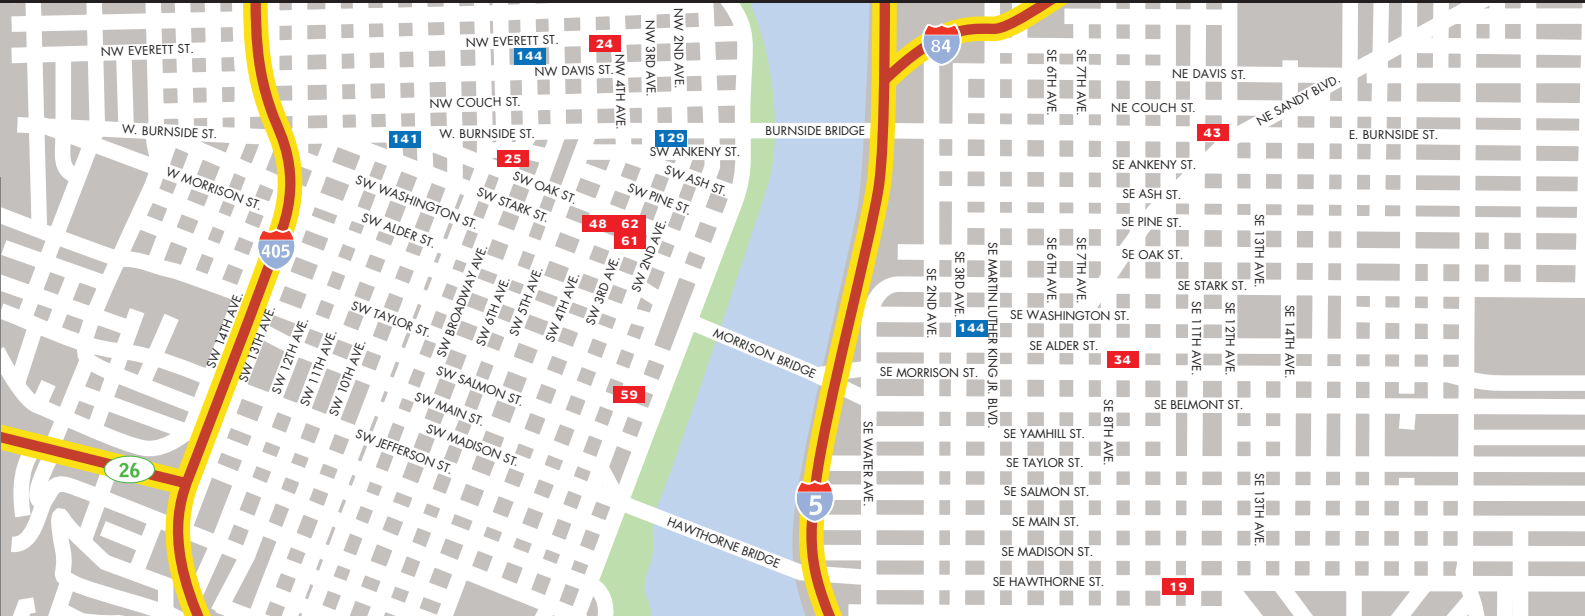 NW EVERETT ST.
NW EVERETT ST.
144
24
NW DAVIS ST.
NW 4TH AVE.
NW 3RD AVE.
NW 2ND AVE.
NW COUCH ST.
W. BURNSIDE ST.
141
W. BURNSIDE ST.
129
BURNSIDE BRIDGE
SW ANKENY ST.
25
W MORRISON ST.
SW WASHINGTON ST.
SW ALDER ST.
SW OAK ST.
SW STARK ST.
SW ASH ST.
SW PINE ST.
48 62
61
405
SW 2ND AVE.
SW 3RD AVE.
SW 4TH AVE.
SW 5TH AVE.
SW 6TH AVE.
SW BROADWAY AVE.
SW TAYLOR ST.
SW 14TH AVE.
SW 13TH AVE.
SW 12TH AVE.
SW 11TH AVE.
SW 10TH AVE.
SW SALMON ST.
SW MAIN ST.
SW MADISON ST.
SW JEFFERSON ST.
59
26
MORRISON BRIDGE
HAWTHORNE BRIDGE
5
84
SE 6TH AVE.
SE 7TH AVE.
NE DAVIS ST.
NE COUCH ST.
NE SANDY BLVD.
43
E. BURNSIDE ST.
SE ANKENY ST.
SE ASH ST.
SE PINE ST.
SE OAK ST.
SE STARK ST.
SE 13TH AVE.
SE 6TH AVE.
SE 7TH AVE.
SE 2ND AVE.
SE 3RD AVE.
SE MARTIN LUTHER KING JR. BLVD.
SE WASHINGTON ST.
144
SE ALDER ST.
34
SE 11TH AVE.
SE 12TH AVE.
SE 14TH AVE.
SE MORRISON ST.
SE BELMONT ST.
SE 8TH AVE.
SE WATER AVE.
SE YAMHILL ST.
SE TAYLOR ST.
SE SALMON ST.
SE 13TH AVE.
SE MAIN ST.
SE MADISON ST.
SE HAWTHORNE ST.
19